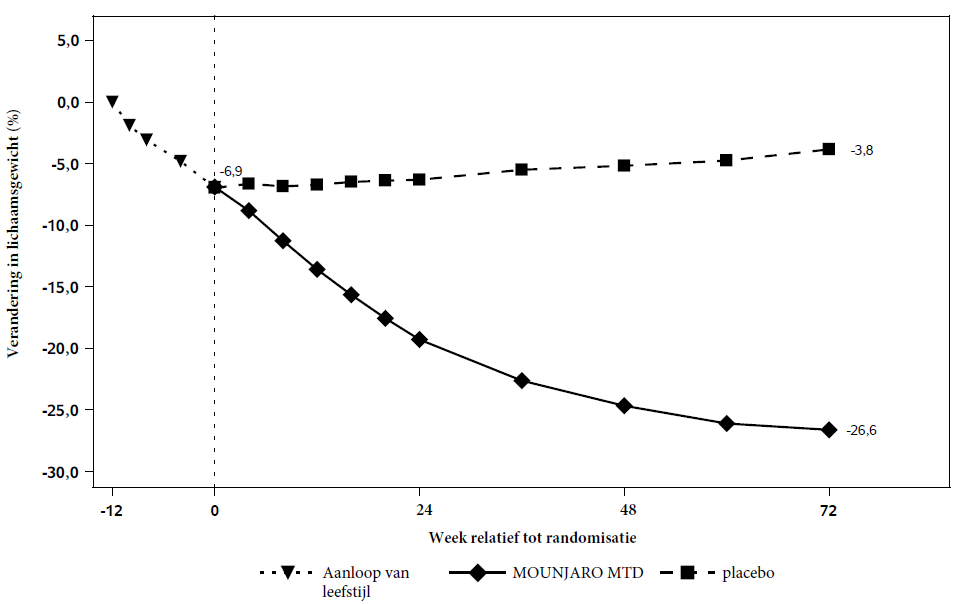 Verandering in lichaamsgewicht (%)
5,0
0,0
-5,0
-10,0
-15,0
-20,0
-25,0
-30,0
-6,9
-3,8
-26,6
-12
0
24
48
72
Week relatief tot randomisatie
Aanloop van
leefstijl
MOUNJARO MTD
placebo